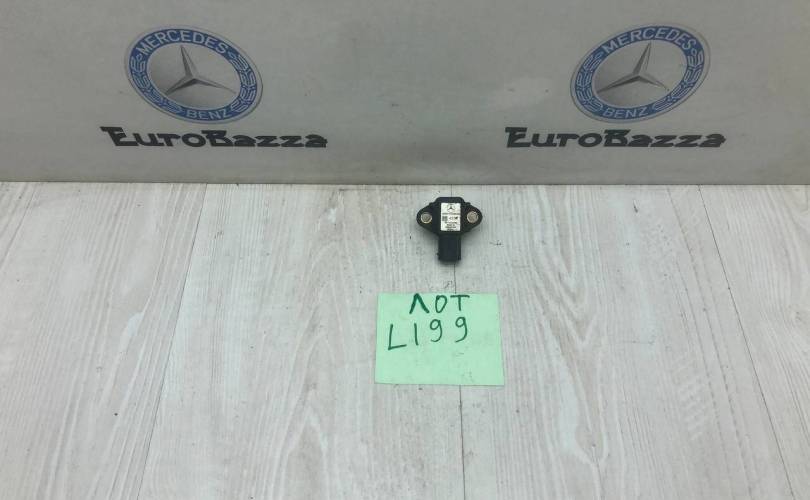 MERCEDES
BENZ
EuroBazza
MERCEDES
BENZ
EuroBazza
ЛОТ
L199